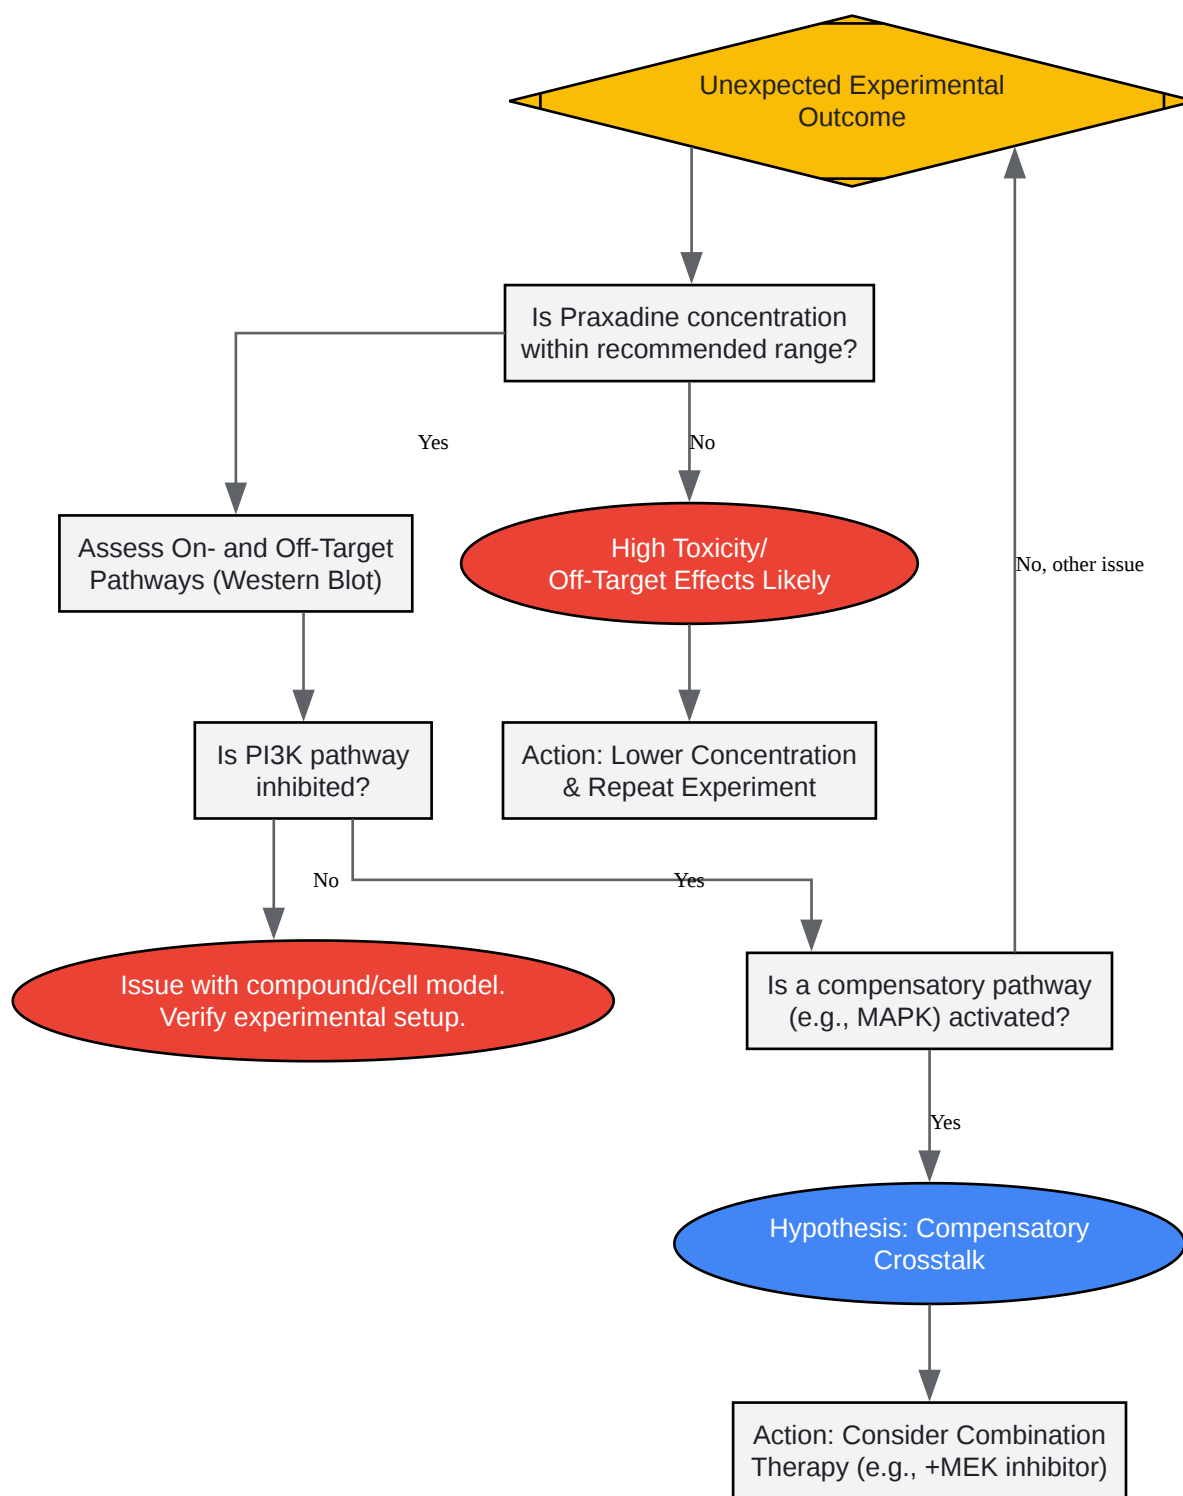 Unexpected Experimental
Outcome
Is Praxadine concentration
within recommended range?
Yes
No
Assess On- and Off-Target
Pathways (Western Blot)
High Toxicity/
Off-Target Effects Likely
No, other issue
Is PI3K pathway
inhibited?
Action: Lower Concentration
& Repeat Experiment
No
Yes
Issue with compound/cell model.
Verify experimental setup.
Is a compensatory pathway
(e.g., MAPK) activated?
Yes
Hypothesis: Compensatory
Crosstalk
Action: Consider Combination
Therapy (e.g., +MEK inhibitor)